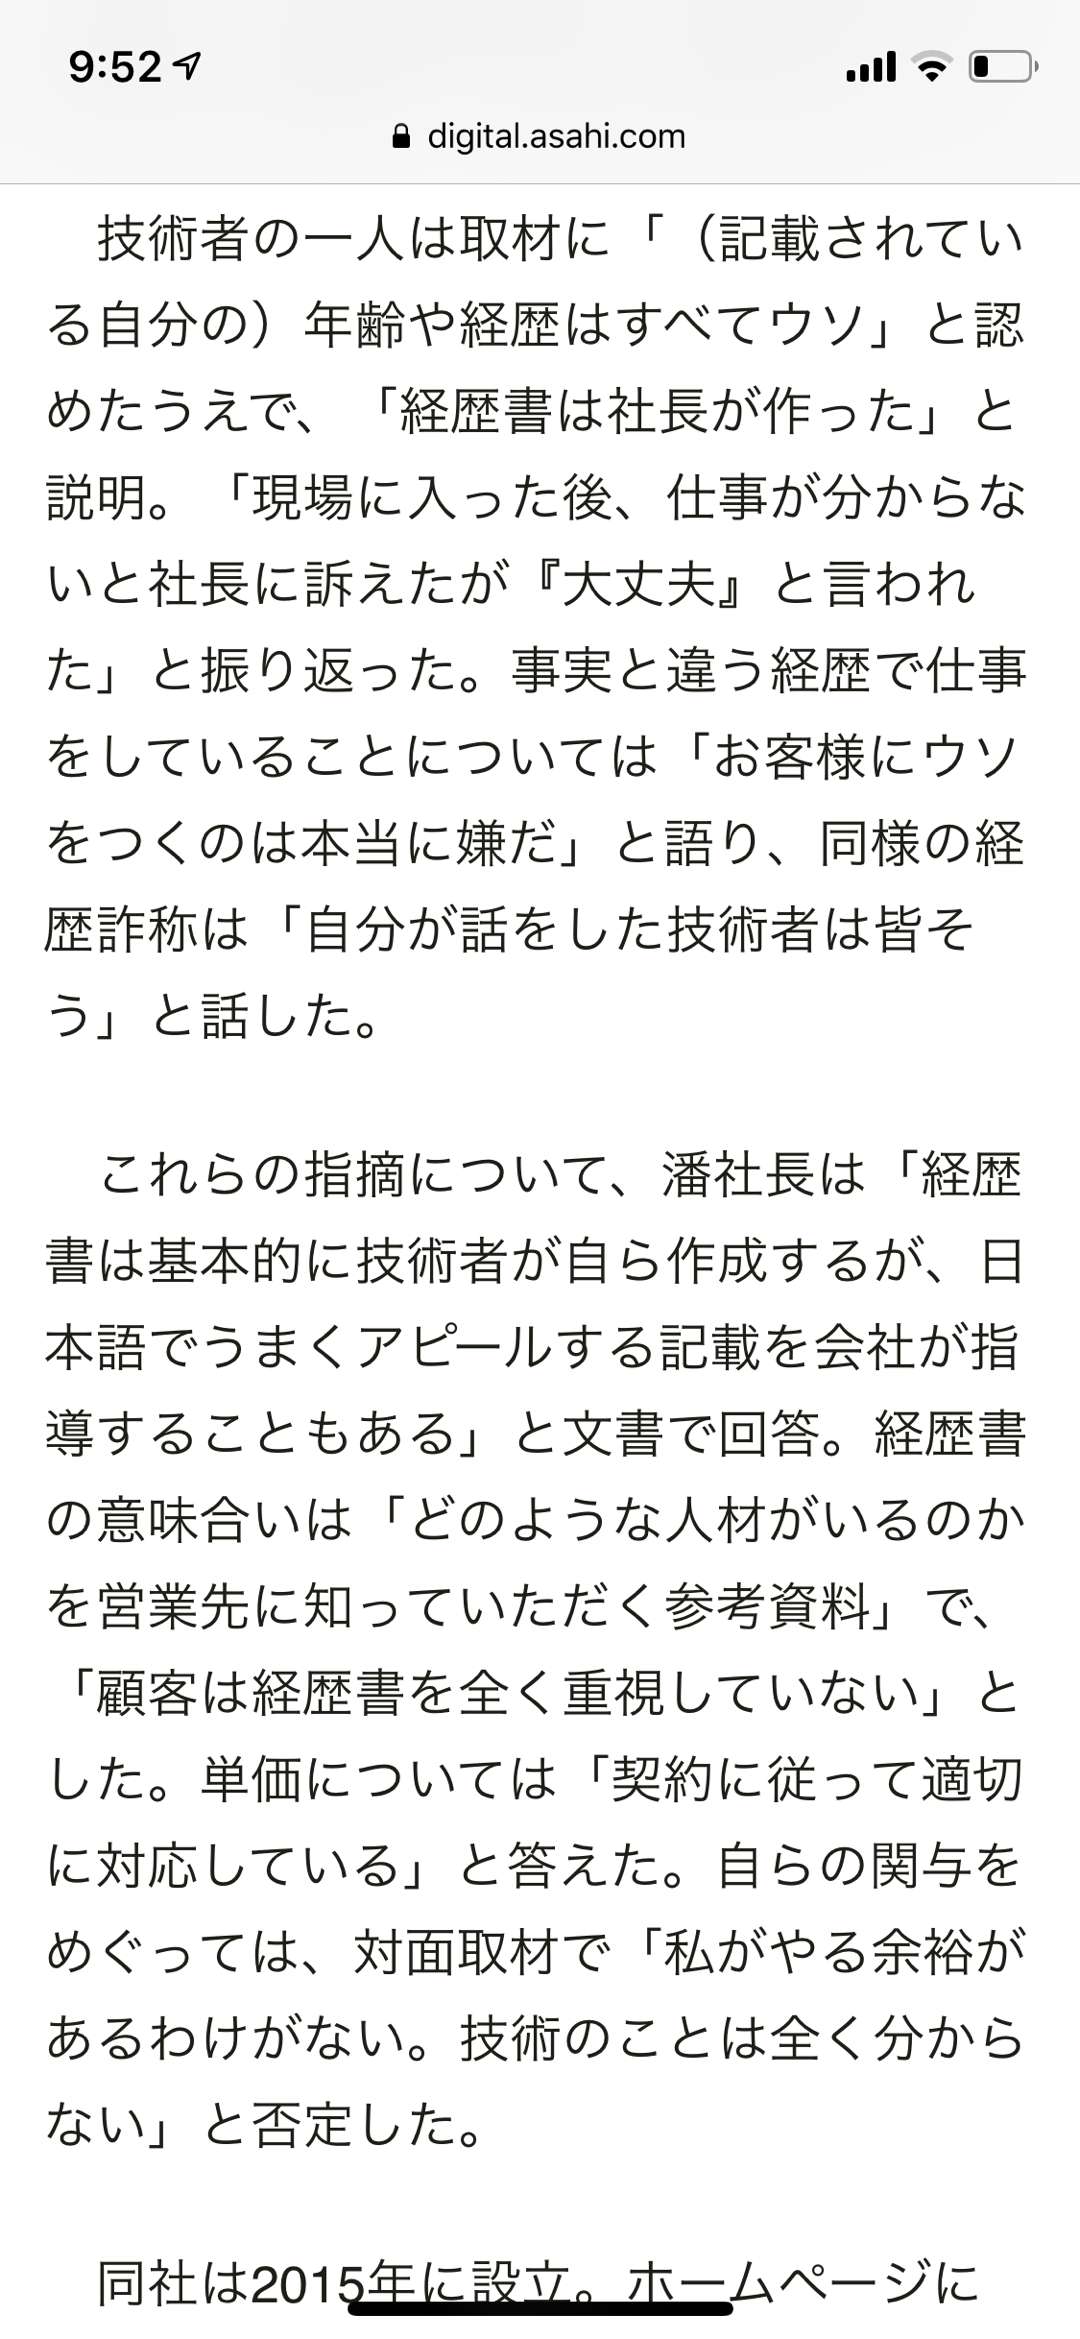 9:52
digital.asahi.com
　技術者の一人は取材に「（記載されてい
る自分の）年齢や経歴はすべてウソ」と認
めたうえで、「経歴書は社長が作った」と
説明。「現場に入った後、仕事が分からな
いと社長に訴えたが『大丈夫』と言われ
た」と振り返った。事実と違う経歴で仕事
をしていることについては「お客様にウソ
をつくのは本当に嫌だ」と語り、同様の経
歴詐称は「自分が話をした技術者は皆そ
う」と話した。
　これらの指摘について、潘社長は「経歴
書は基本的に技術者が自ら作成するが、日
本語でうまくアピールする記載を会社が指
導することもある」と文書で回答。経歴書
の意味合いは「どのような人材がいるのか
を営業先に知っていただく参考資料」で、
「顧客は経歴書を全く重視していない」と
した。単価については「契約に従って適切
に対応している」と答えた。自らの関与を
めぐっては、対面取材で「私がやる余裕が
あるわけがない。技術のことは全く分から
ない」と否定した。
　同社は2015年に設立。ホームページに